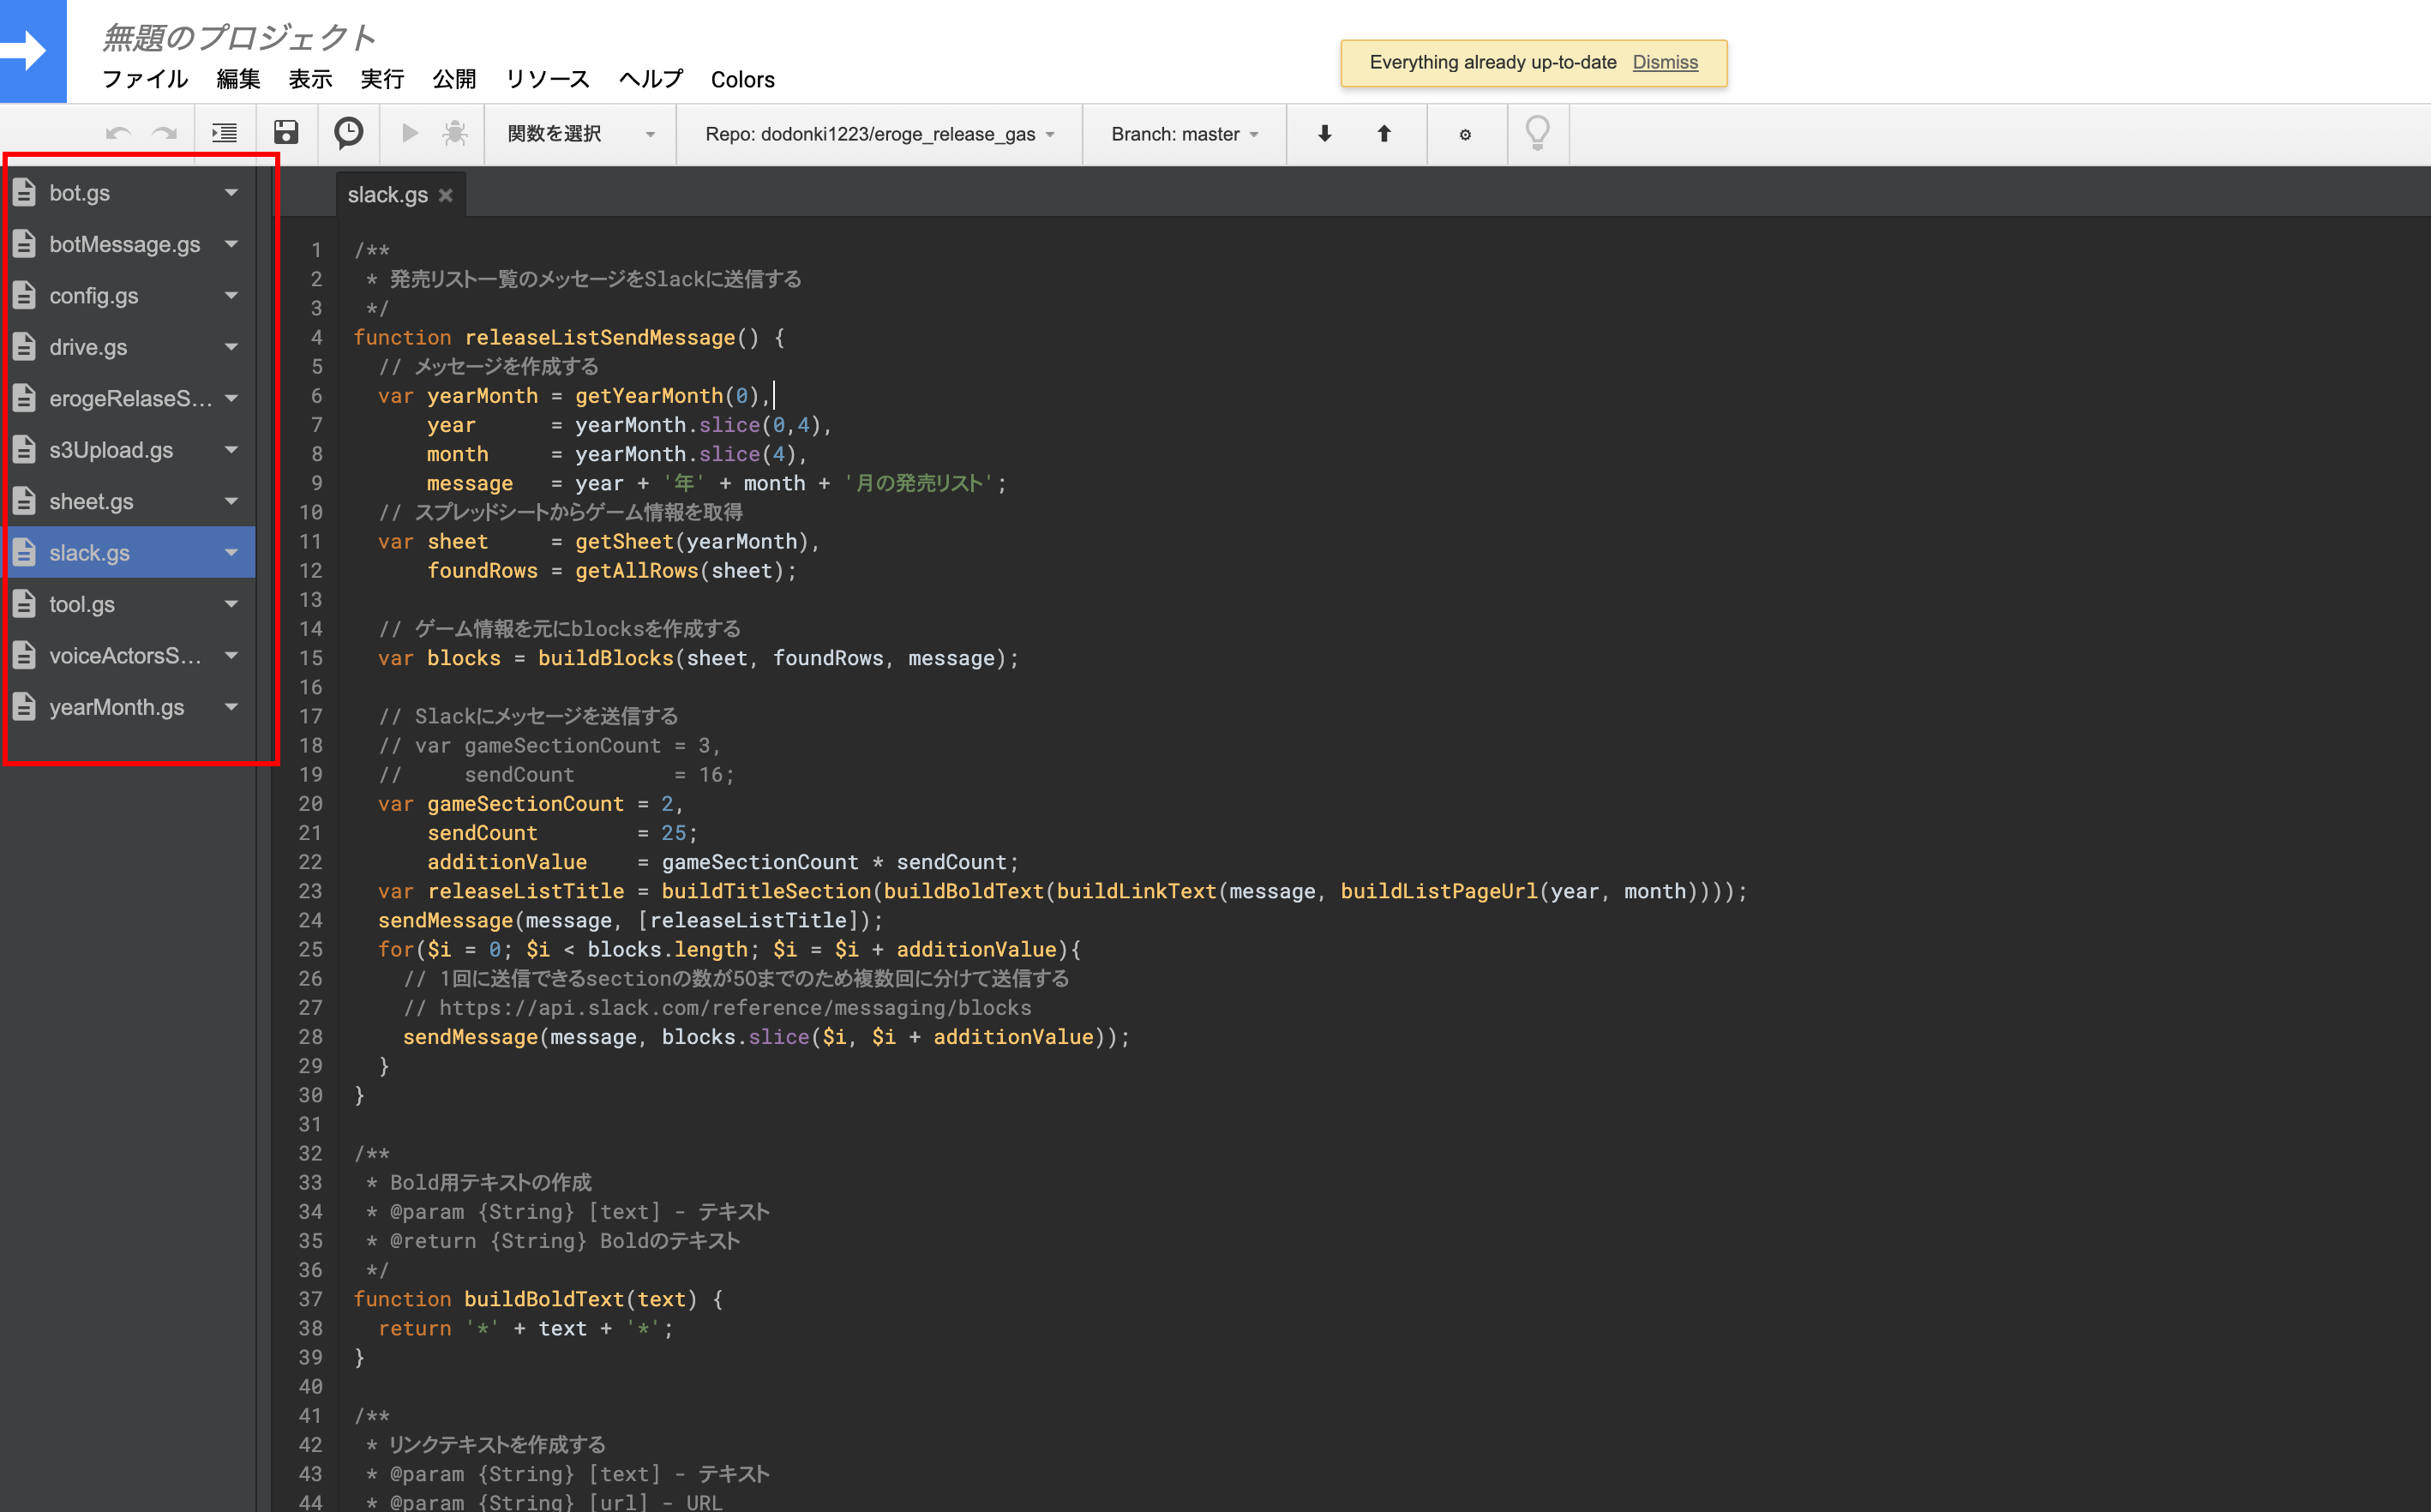 無題のプロジェクト
ファイル 編集 表示 実行 公開 リソース ヘルプ Colors
Everything already up-to-date Dismiss
関数を選択 Repo: dodonki1223/eroge_release_gas Branch: master
bot.gs
botMessage.gs
config.gs
drive.gs
erogeRelaseS...
s3Upload.gs
sheet.gs
slack.gs
tool.gs
voiceActorsS...
yearMonth.gs
slack.gs
1 /**
2  * 発売リスト一覧のメッセージをSlackに送信する
3  */
4 function releaseListSendMessage() {
5   // メッセージを作成する
6   var yearMonth = getYearMonth(0),
7       year      = yearMonth.slice(0,4),
8       month     = yearMonth.slice(4),
9       message   = year + '年' + month + '月の発売リスト';
10   // スプレッドシートからゲーム情報を取得
11   var sheet     = getSheet(yearMonth),
12       foundRows = getAllRows(sheet);
13
14   // ゲーム情報を元にblocksを作成する
15   var blocks = buildBlocks(sheet, foundRows, message);
16
17   // Slackにメッセージを送信する
18   // var gameSectionCount = 3,
19   //     sendCount        = 16;
20   var gameSectionCount = 2,
21       sendCount        = 25;
22       additionValue    = gameSectionCount * sendCount;
23   var releaseListTitle = buildTitleSection(buildBoldText(buildLinkText(message, buildListPageUrl(year, month))));
24   sendMessage(message, [releaseListTitle]);
25   for($i = 0; $i < blocks.length; $i = $i + additionValue){
26     // 1回に送信できるsectionの数が50までのため複数回に分けて送信する
27     // https://api.slack.com/reference/messaging/blocks
28     sendMessage(message, blocks.slice($i, $i + additionValue));
29   }
30 }
31
32 /**
33  * Bold用テキストの作成
34  * @param {String} [text] - テキスト
35  * @return {String} Boldのテキスト
36  */
37 function buildBoldText(text) {
38   return '*' + text + '*';
39 }
40
41 /**
42  * リンクテキストを作成する
43  * @param {String} [text] - テキスト
44  * @param {String} [url] - URL